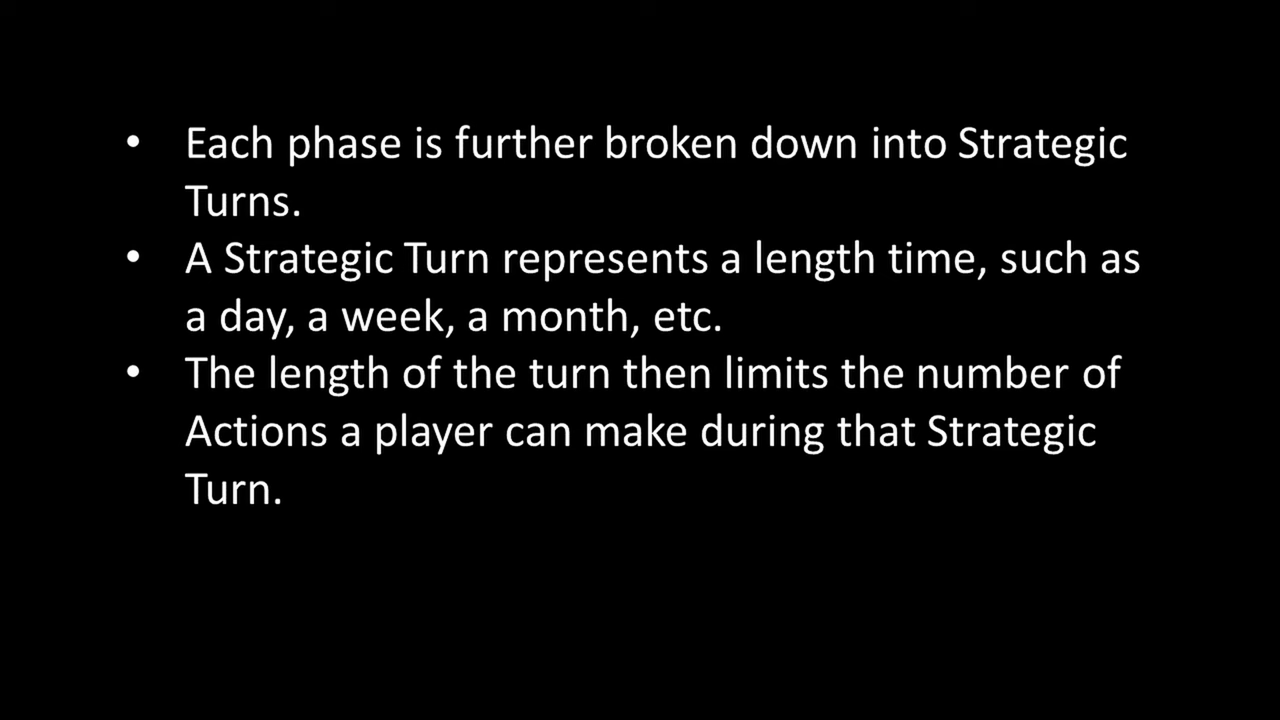 • Each phase is further broken down into Strategic
Turns.
• A Strategic Turn represents a length time, such as
a day, a week, a month, etc.
• The length of the turn then limits the number of
Actions a player can make during that Strategic
Turn.